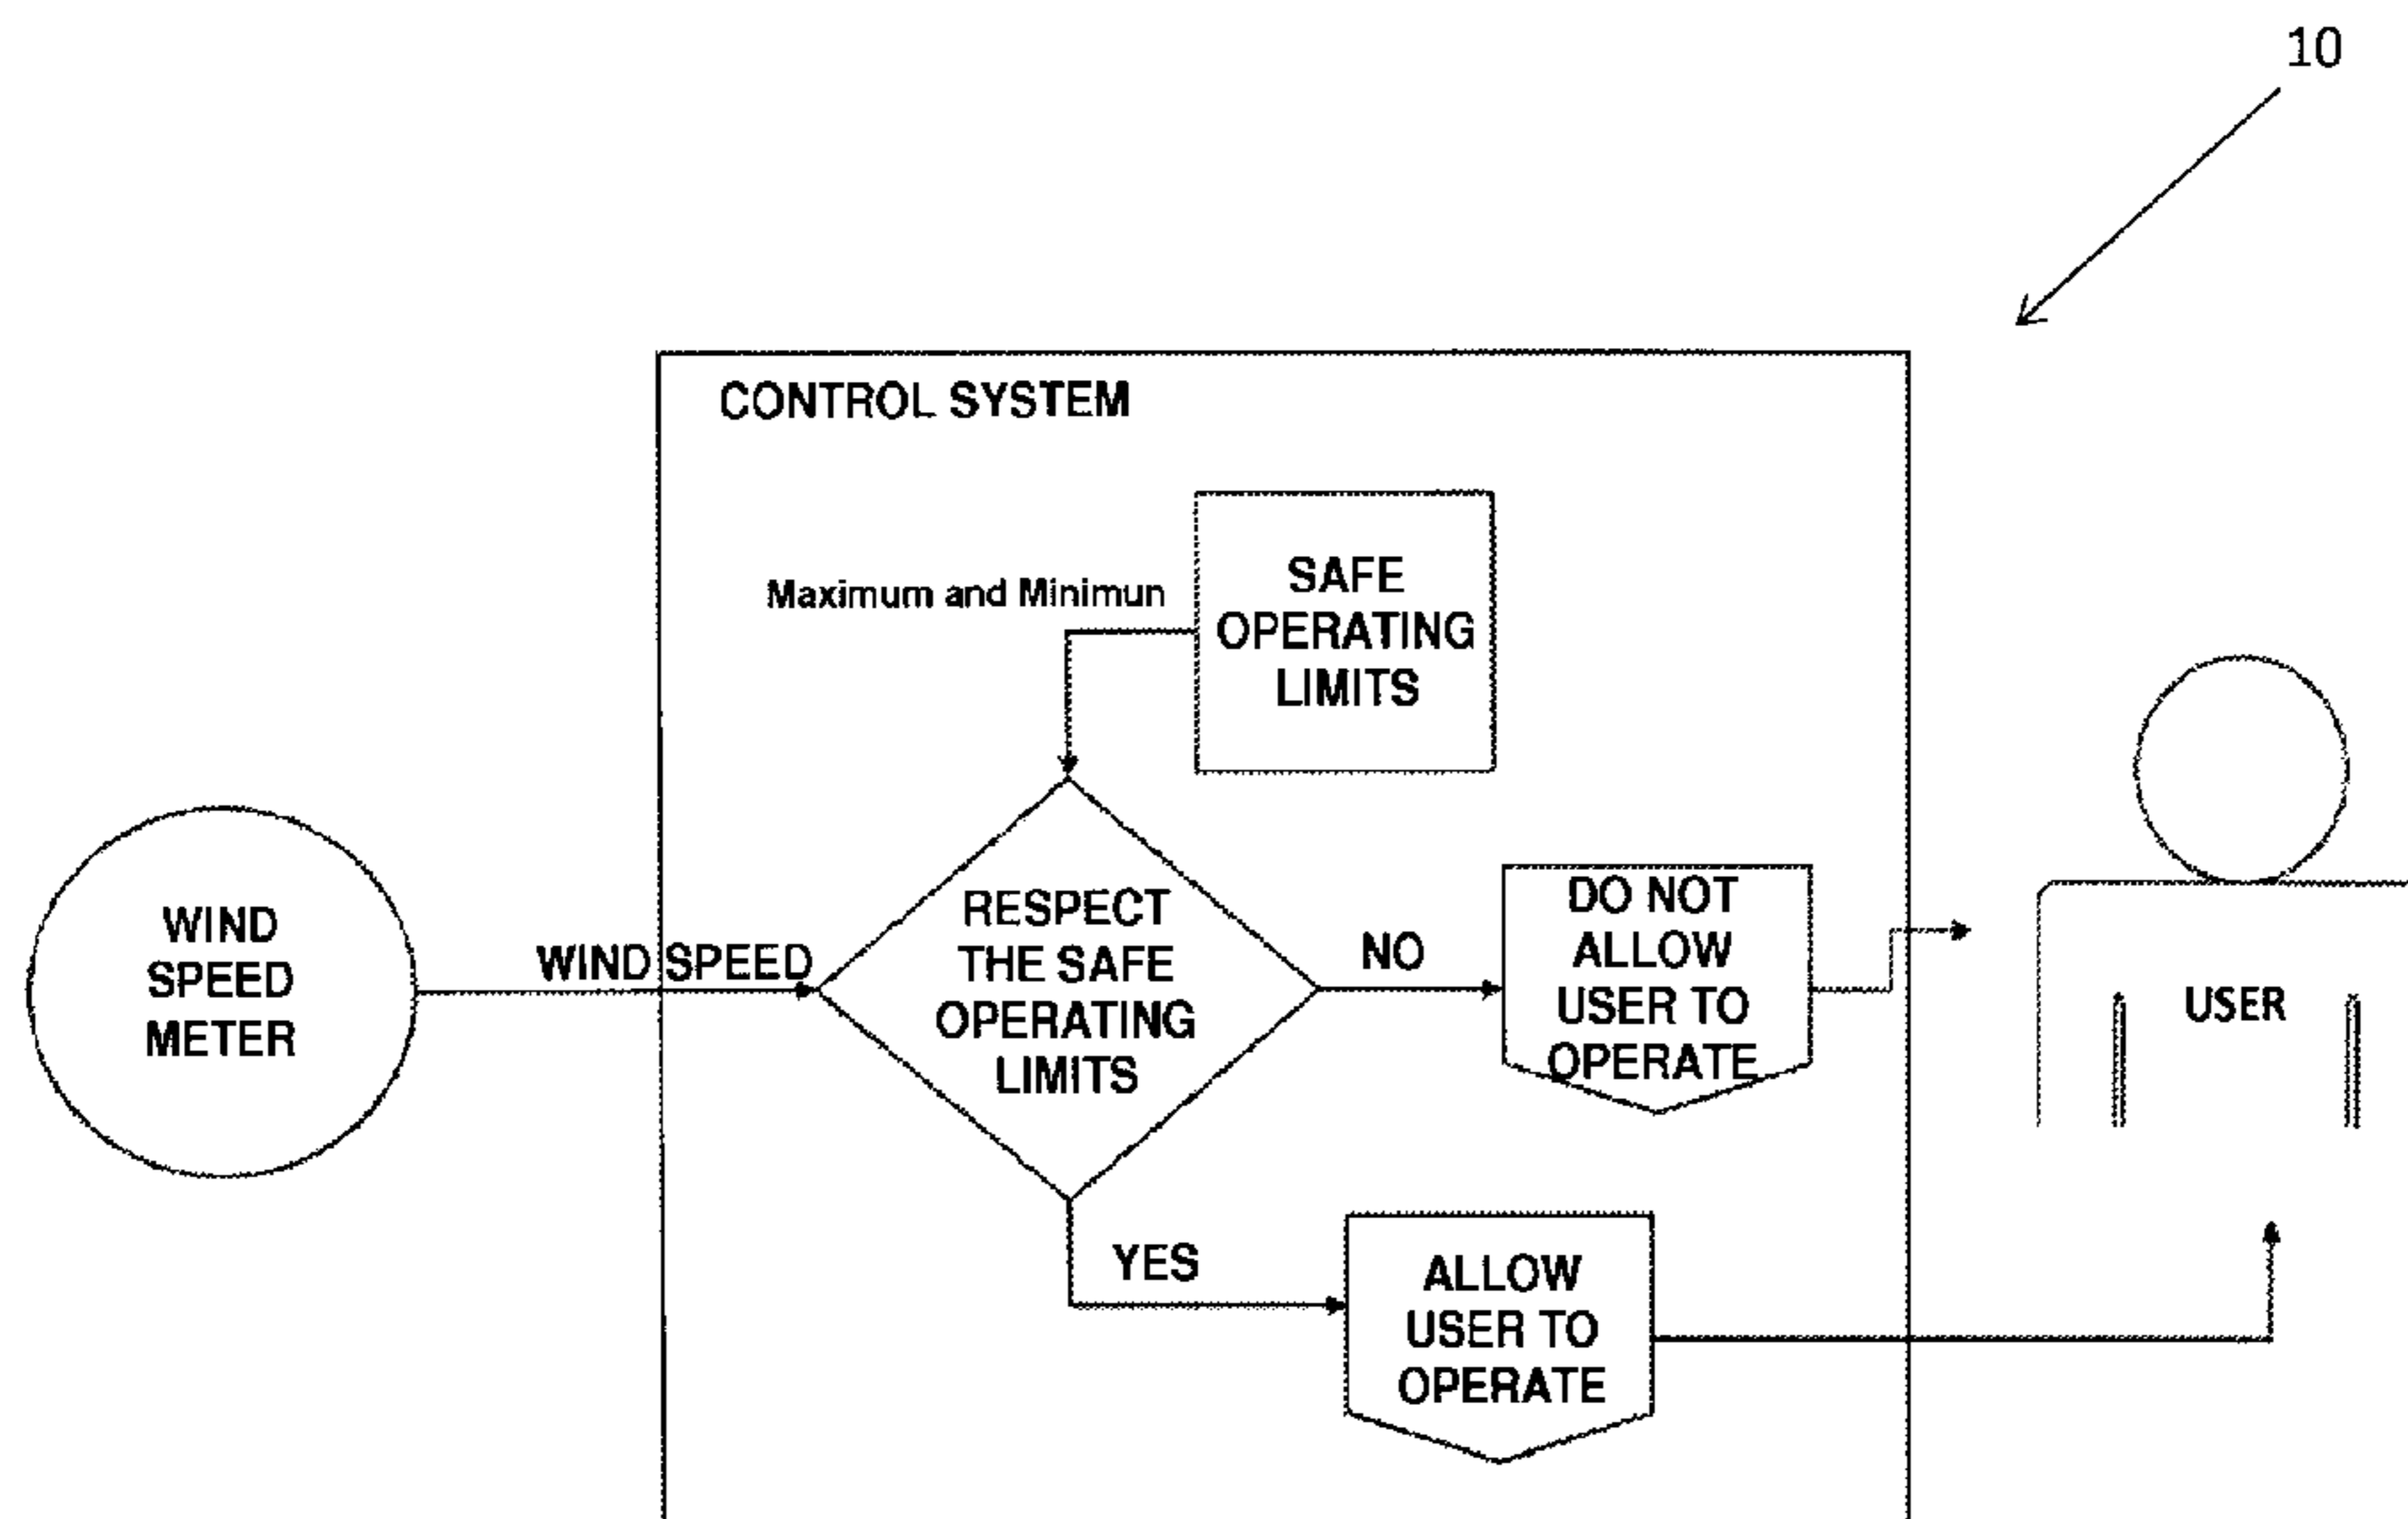 10
CONTROL SYSTEM
SAFE
OPERATING
LIMITS
Maximum and Minimun
WIND
SPEED
METER
WIND SPEED
RESPECT
THE SAFE
OPERATING
LIMITS
NO
DO NOT
ALLOW
USER TO
OPERATE
USER
YES
ALLOW
USER TO
OPERATE